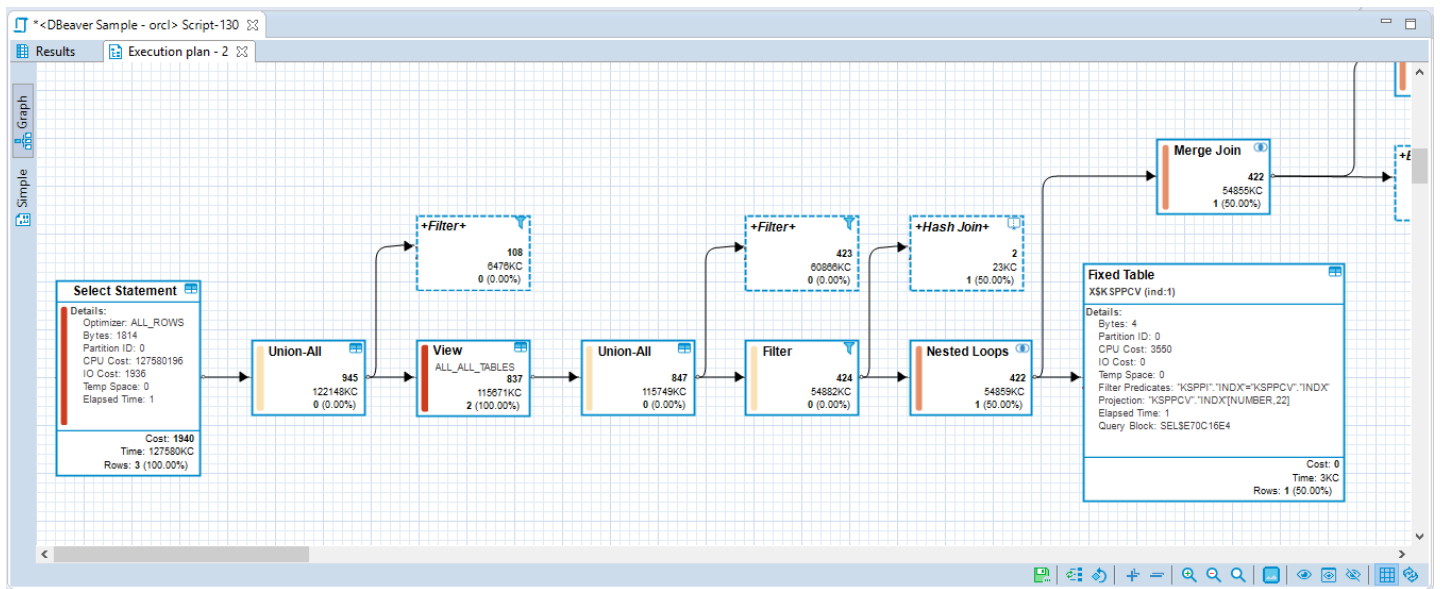 *<DBeaver Sample - orcl> Script-130
Results
Execution plan - 2
Graph
Simple
Select Statement
Details:
Optimizer: ALL_ROWS
Bytes: 1814
Partition ID: 0
CPU Cost: 127580196
IO Cost: 1936
Temp Space: 0
Elapsed Time: 1
Cost: 1940
Time: 127580KC
Rows: 3 (100.00%)
Union-All
945
122148KC
0 (0.00%)
+Filter+
108
6476KC
0 (0.00%)
View
ALL_ALL_TABLES
837
115671KC
2 (100.00%)
Union-All
847
115749KC
0 (0.00%)
+Filter+
423
60866KC
0 (0.00%)
Filter
424
54882KC
0 (0.00%)
+Hash Join+
2
23KC
1 (50.00%)
Nested Loops
422
54859KC
1 (50.00%)
Merge Join
422
54855KC
1 (50.00%)
Fixed Table
X$KSPPCV (ind:1)
Details:
Bytes: 4
Partition ID: 0
CPU Cost: 3550
IO Cost: 0
Temp Space: 0
Filter Predicates: "KSPPI"."INDX"="KSPPCV"."INDX"
Projection: "KSPPCV"."INDX"[NUMBER,22]
Elapsed Time: 1
Query Block: SEL$E70C16E4
Cost: 0
Time: 3KC
Rows: 1 (50.00%)